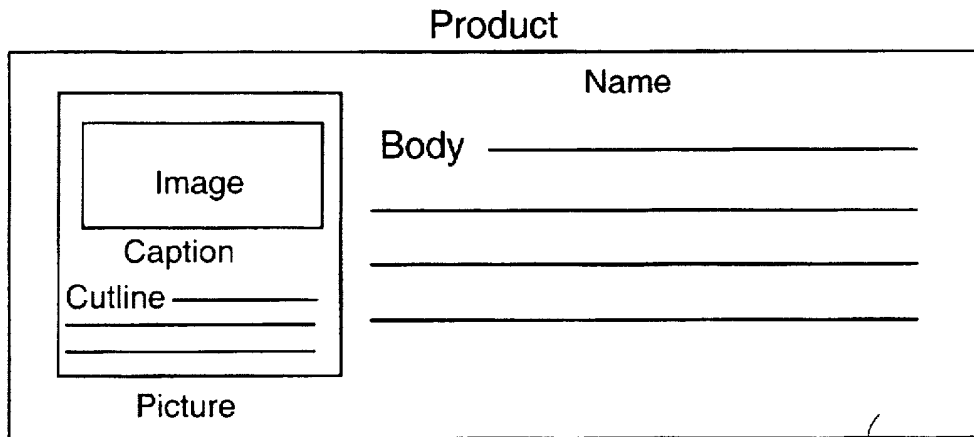 Product
Name
Body
Image
Caption
Cutline
Picture